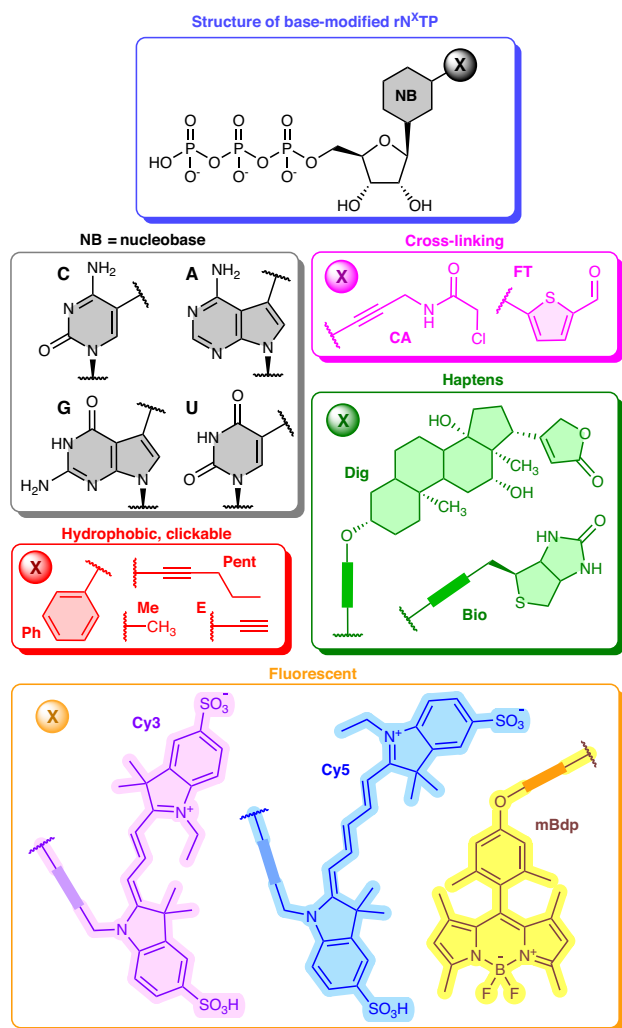 Structure of base-modified rNˣTP
X
NB
O O O
HO P O P O P O O
O⁻ O⁻ O⁻
HO OH
NB = nucleobase
C NH₂ N O N
A NH₂ N N N
G O HN H₂N N N
U O HN O N
Cross-linking
X
CA O N H Cl
FT S O
Haptens
X
Dig HO O O CH₃ CH₃ OH O
Bio O HN NH S
Hydrophobic, clickable
X
Ph
Pent
Me CH₃
E
Fluorescent
X
Cy3 SO₃⁻ N⁺ N SO₃H
Cy5 N⁺ SO₃⁻ N SO₃H
mBdp O N B⁻ N⁺ F F